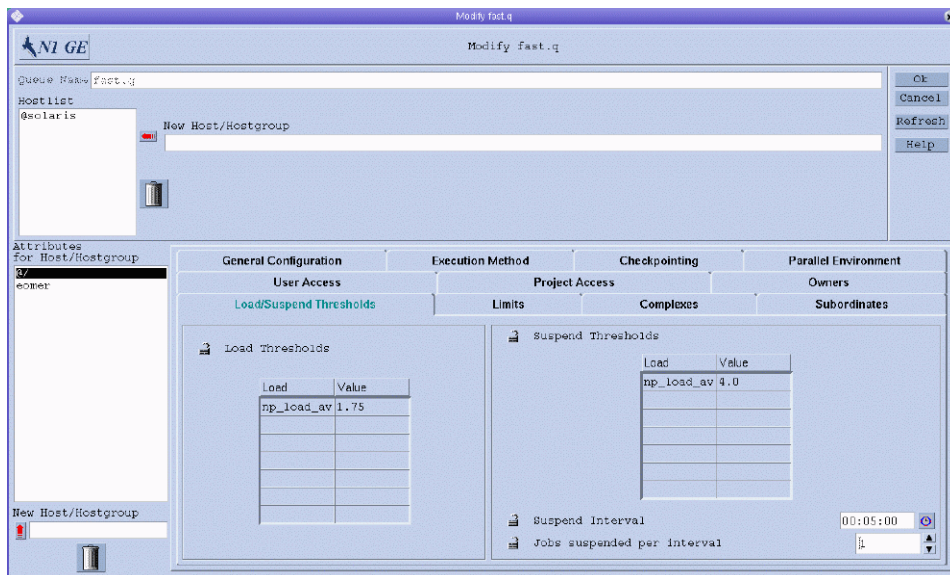 Modify fast.q
N1 GE
Modify fast.q
Queue Name fast.q
Hostlist
@solaris
New Host/Hostgroup
Ok
Cancel
Refresh
Help
Attributes
for Host/Hostgroup
@/
eomer
New Host/Hostgroup
General Configuration Execution Method Checkpointing Parallel Environment
User Access Project Access Owners
Load/Suspend Thresholds Limits Complexes Subordinates
Load Thresholds
Load Value
np_load_av 1.75
Suspend Thresholds
Load Value
np_load_av 4.0
Suspend Interval 00:05:00
Jobs suspended per interval 1